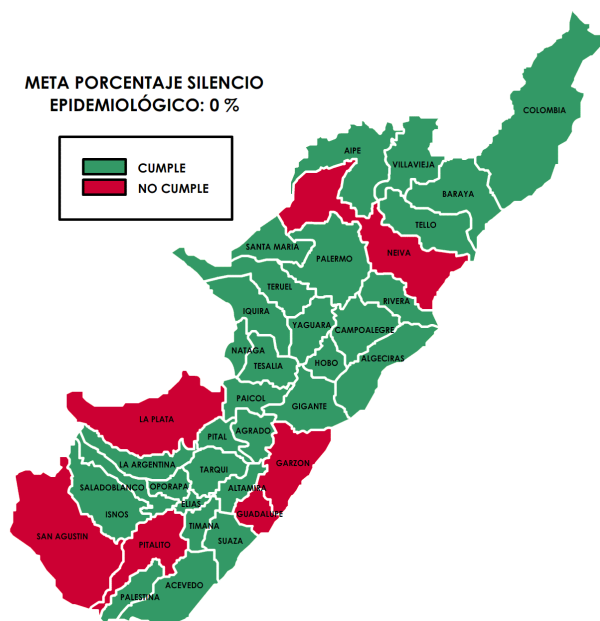 META PORCENTAJE SILENCIO
EPIDEMIOLÓGICO: 0 %
CUMPLE
NO CUMPLE
COLOMBIA
AIPE
VILLAVIEJA
BARAYA
TELLO
SANTA MARIA
NEIVA
PALERMO
TERUEL
RIVERA
IQUIRA
YAGUARA
CAMPOALEGRE
NATAGA
ALGECIRAS
TESALIA
HOBO
PAICOL
GIGANTE
LA PLATA
AGRADO
PITAL
GARZON
LA ARGENTINA
TARQUI
SALADOBLANCO
OPORAPA
ALTAMIRA
ELIAS
ISNOS
GUADALUPE
TIMANA
SAN AGUSTIN
PITALITO
SUAZA
ACEVEDO
PALESTINA